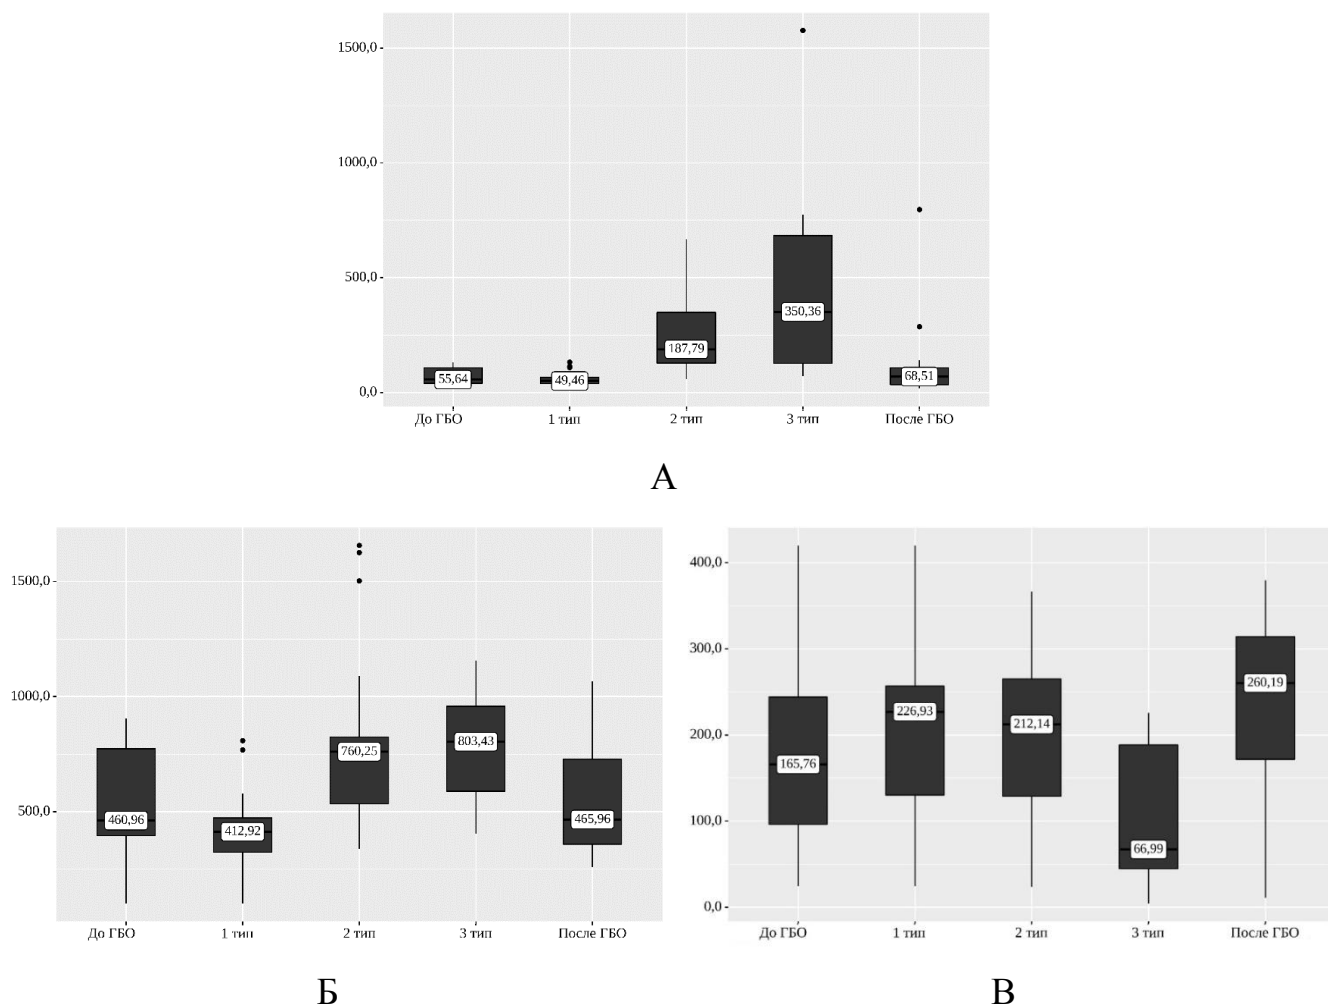 1500,0
1000,0
500,0
350,36
187,79
55,64 49,46 68,51
0,0
До ГБО 1 тип 2 тип 3 тип После ГБО
А
1500,0
1000,0
760,25 803,43
500,0
460,96 412,92 465,96
До ГБО 1 тип 2 тип 3 тип После ГБО
Б
400,0
300,0
260,19
226,93 212,14
200,0
165,76
100,0
66,99
0,0
До ГБО 1 тип 2 тип 3 тип После ГБО
В